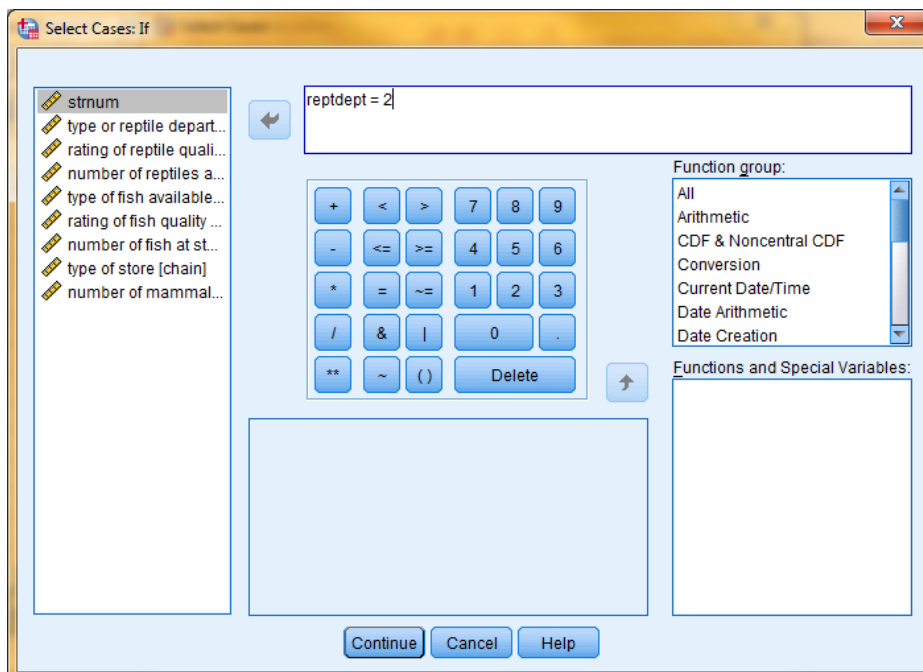 Select Cases: If
strnum
type or reptile depart...
rating of reptile quali...
number of reptiles a...
type of fish available...
rating of fish quality ...
number of fish at st...
type of store [chain]
number of mammal...
reptdept = 2
+ < > 7 8 9
- <= >= 4 5 6
* = ~= 1 2 3
/ & | 0 .
** ~ ( ) Delete
Function group:
All
Arithmetic
CDF & Noncentral CDF
Conversion
Current Date/Time
Date Arithmetic
Date Creation
Functions and Special Variables:
Continue Cancel Help